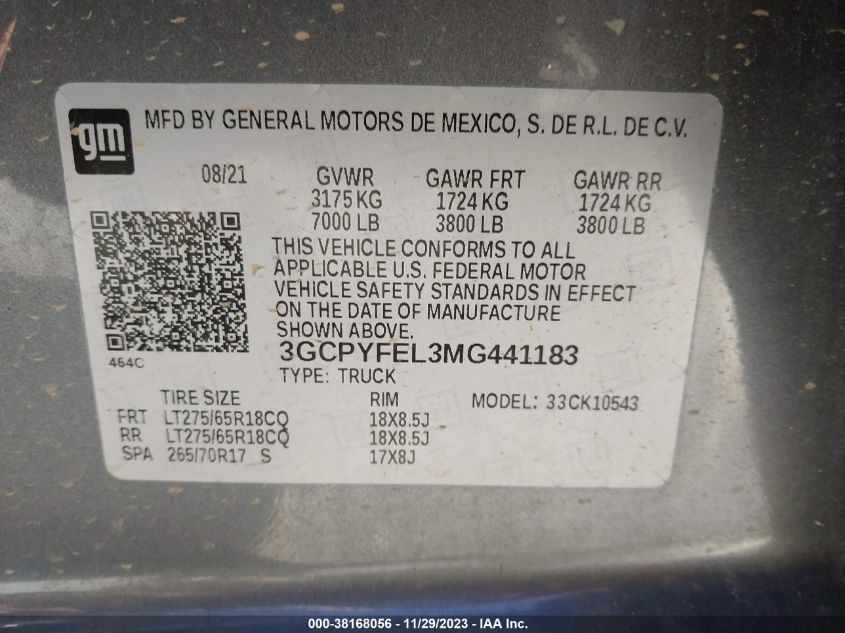 gm
MFD BY GENERAL MOTORS DE MEXICO, S. DE R.L. DE C.V.
08/21 GVWR GAWR FRT GAWR RR
3175 KG 1724 KG 1724 KG
7000 LB 3800 LB 3800 LB
THIS VEHICLE CONFORMS TO ALL
APPLICABLE U.S. FEDERAL MOTOR
VEHICLE SAFETY STANDARDS IN EFFECT
ON THE DATE OF MANUFACTURE
SHOWN ABOVE.
464C
3GCPYFEL3MG441183
TYPE: TRUCK
TIRE SIZE RIM MODEL: 33CK10543
FRT LT275/65R18CQ 18X8.5J
RR LT275/65R18CQ 18X8.5J
SPA 265/70R17 S 17X8J
000-38168056 - 11/29/2023 - IAA Inc.